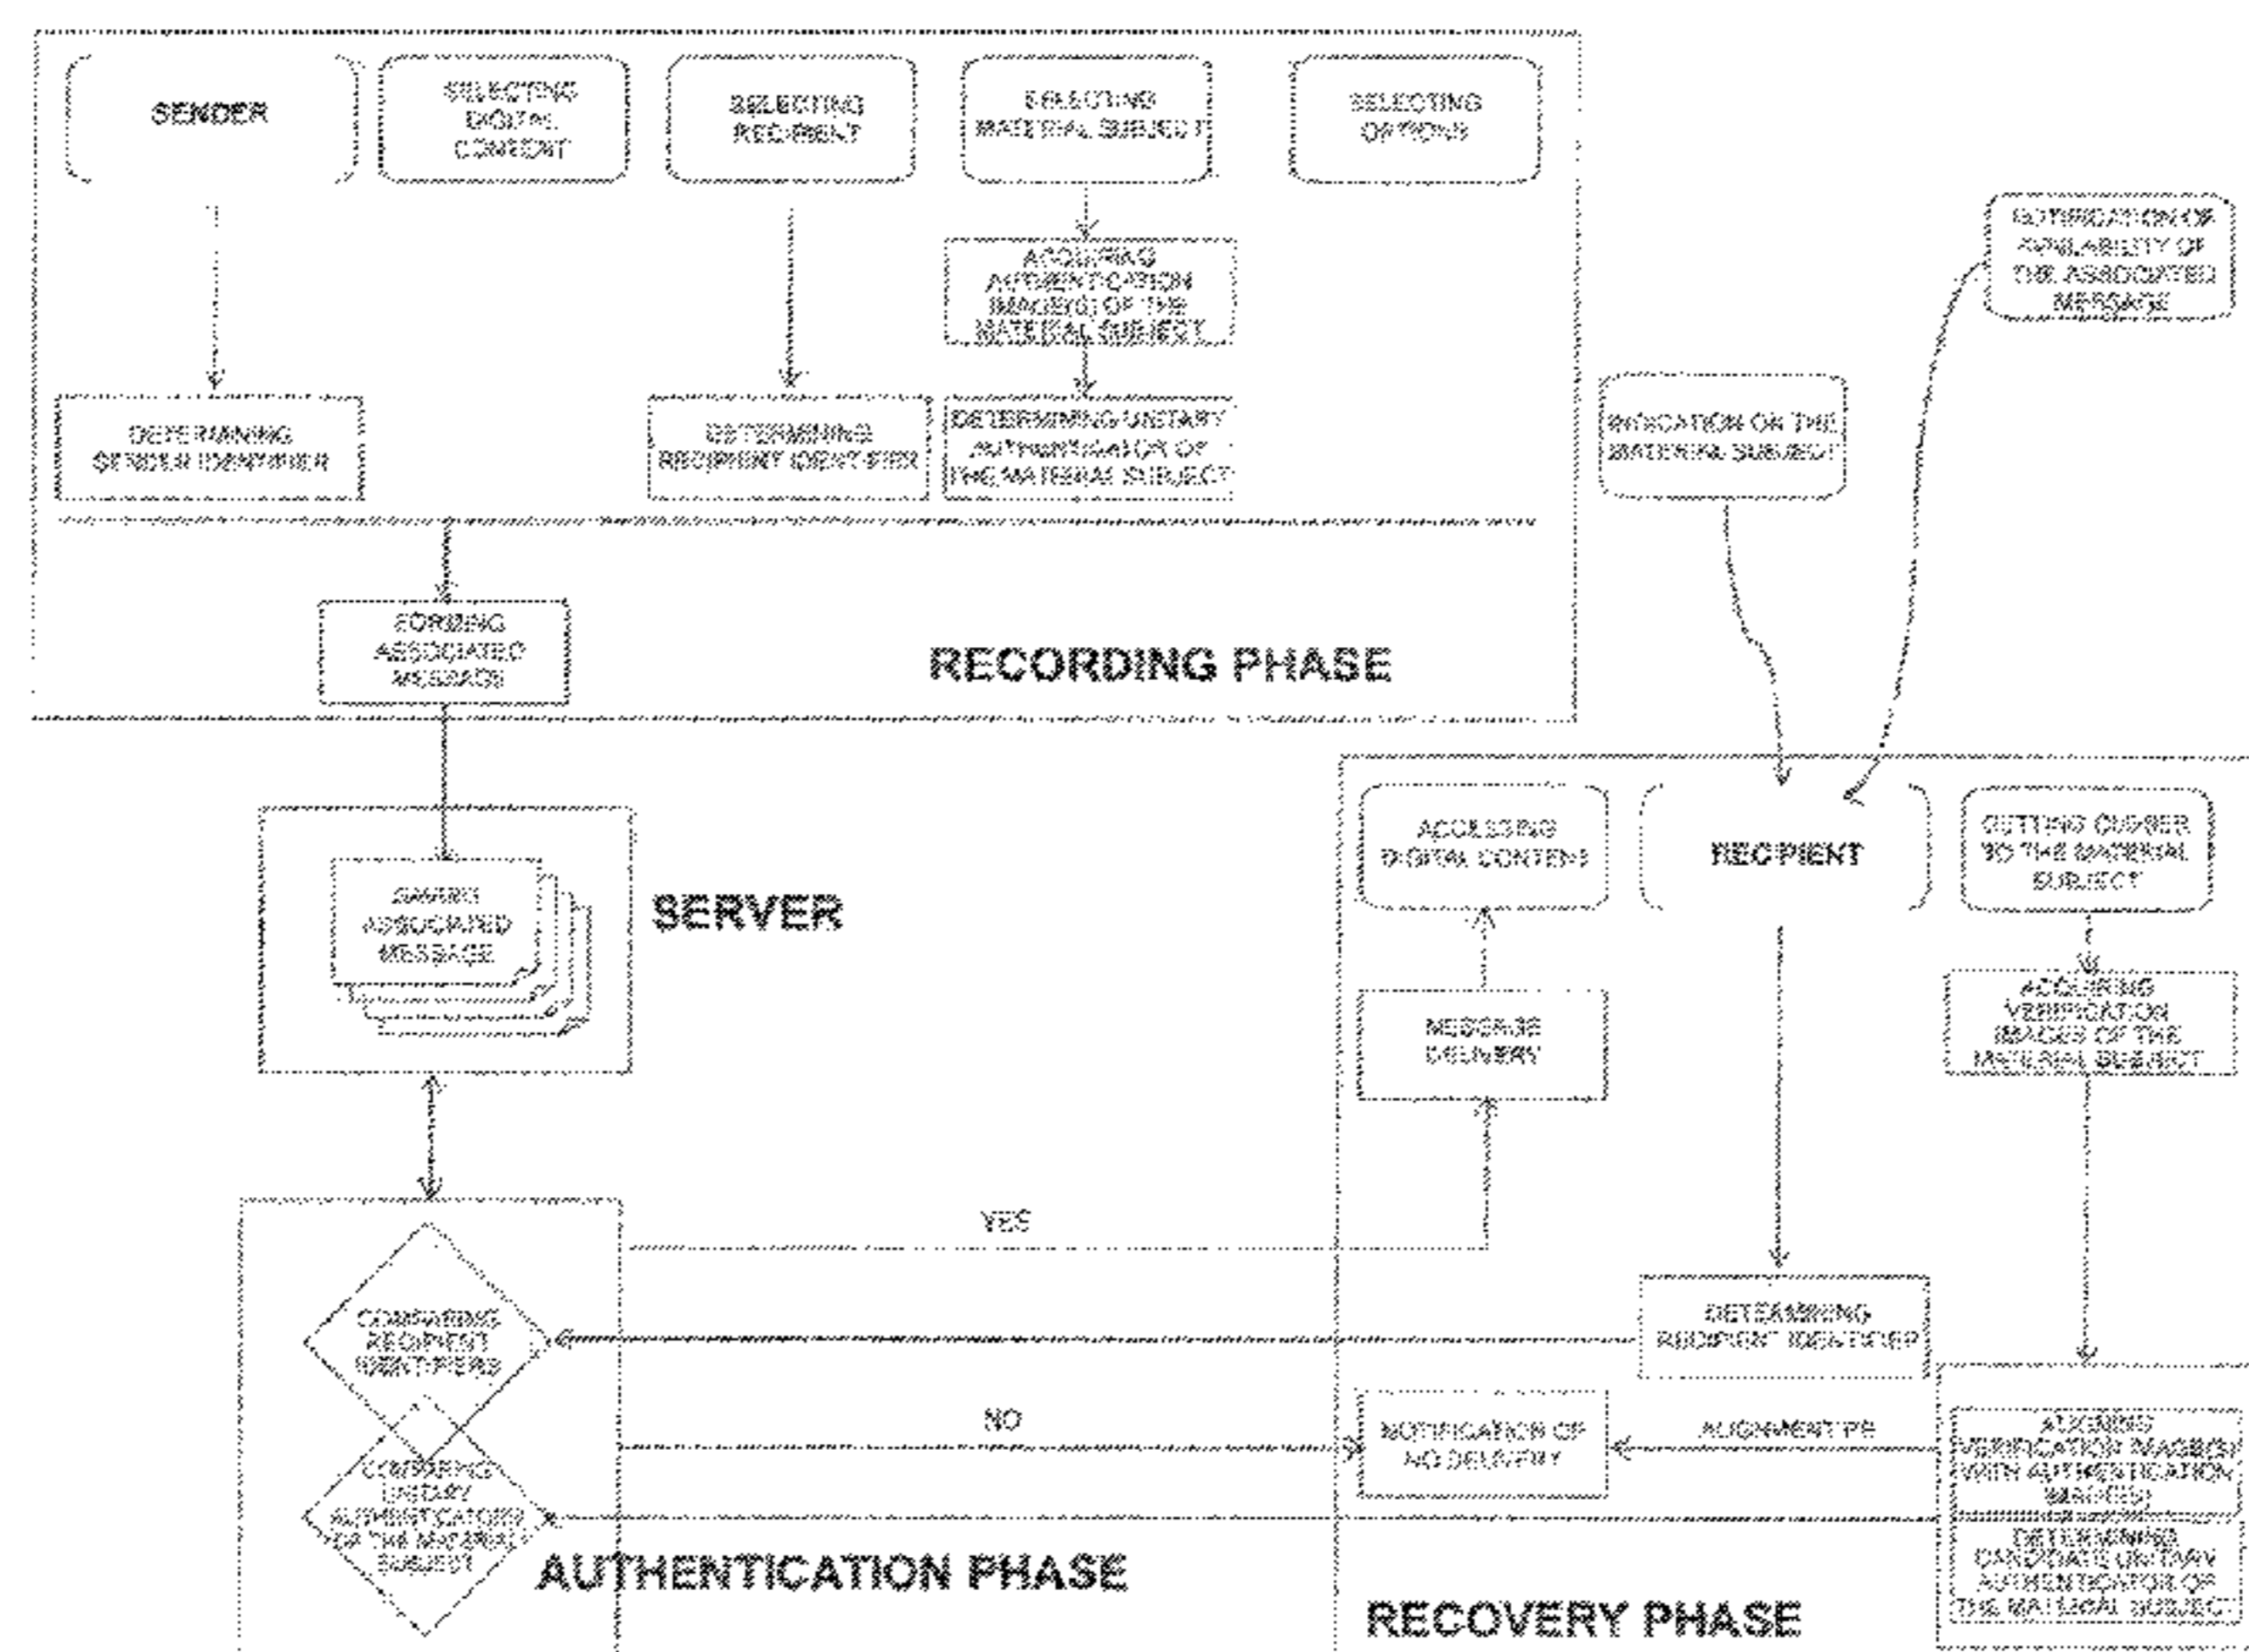 SENDER
SELECTING
DIGITAL
CONTENT
SELECTING
RECIPIENT
SELECTING
MATERIAL SUBJECT
SELECTING
OPTIONS
NOTIFICATION OF
AVAILABILITY OF
THE ASSOCIATED
MESSAGE
ACQUIRING
AUTHENTICATION
IMAGE(S) OF THE
MATERIAL SUBJECT
INDICATION ON THE
MATERIAL SUBJECT
DETERMINING
SENDER IDENTIFIER
DETERMINING
RECIPIENT IDENTIFIER
DETERMINING UNITARY
AUTHENTICATOR OF
THE MATERIAL SUBJECT
FORMING
ASSOCIATED
MESSAGE
RECORDING PHASE
SAVING
ASSOCIATED
MESSAGE
SERVER
ACCESSING
DIGITAL CONTENT
RECIPIENT
GETTING CLOSER
TO THE MATERIAL
SUBJECT
MESSAGE
DELIVERY
ACQUIRING
VERIFICATION
IMAGES OF THE
MATERIAL SUBJECT
YES
COMPARING
RECIPIENT
IDENTIFIERS
DETERMINING
RECIPIENT IDENTIFIER
NO
NOTIFICATION OF
NO DELIVERY
ALIGNMENT
ALIGNING
VERIFICATION IMAGE(S)
WITH AUTHENTICATION
IMAGE(S)
COMPARING
UNITARY
AUTHENTICATORS
OF THE MATERIAL
SUBJECT
DETERMINING
CANDIDATE UNITARY
AUTHENTICATOR OF
THE MATERIAL SUBJECT
AUTHENTICATION PHASE
RECOVERY PHASE